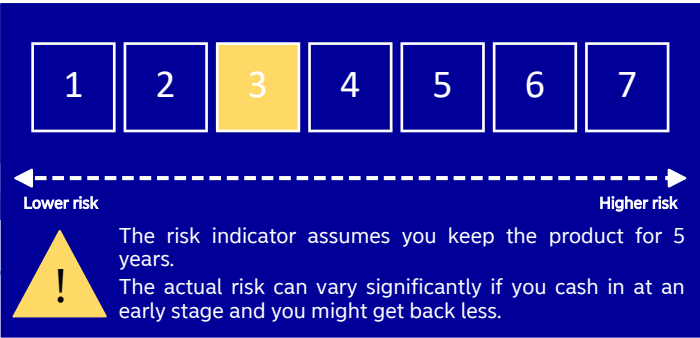 1 2 3 4 5 6 7
Lower risk Higher risk
The risk indicator assumes you keep the product for 5
years.
The actual risk can vary significantly if you cash in at an
! early stage and you might get back less.